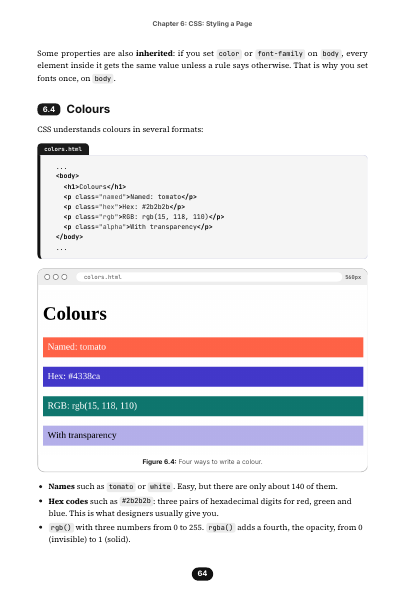 Chapter 6: CSS: Styling a Page
Some properties are also inherited: if you set color or font-family on body, every
element inside it gets the same value unless a rule says otherwise. That is why you set
fonts once, on body.
6.4 Colours
CSS understands colours in several formats:
colors.html
...
<body>
<h1>Colours</h1>
<p class="named">Named: tomato</p>
<p class="hex">Hex: #2b2b2b</p>
<p class="rgb">RGB: rgb(15, 118, 110)</p>
<p class="alpha">With transparency</p>
</body>
...
colors.html 560px
Colours
Named: tomato
Hex: #4338ca
RGB: rgb(15, 118, 110)
With transparency
Figure 6.4: Four ways to write a colour.
• Names such as tomato or white. Easy, but there are only about 140 of them.
• Hex codes such as #2b2b2b: three pairs of hexadecimal digits for red, green and
blue. This is what designers usually give you.
• rgb() with three numbers from 0 to 255. rgba() adds a fourth, the opacity, from 0
(invisible) to 1 (solid).
64